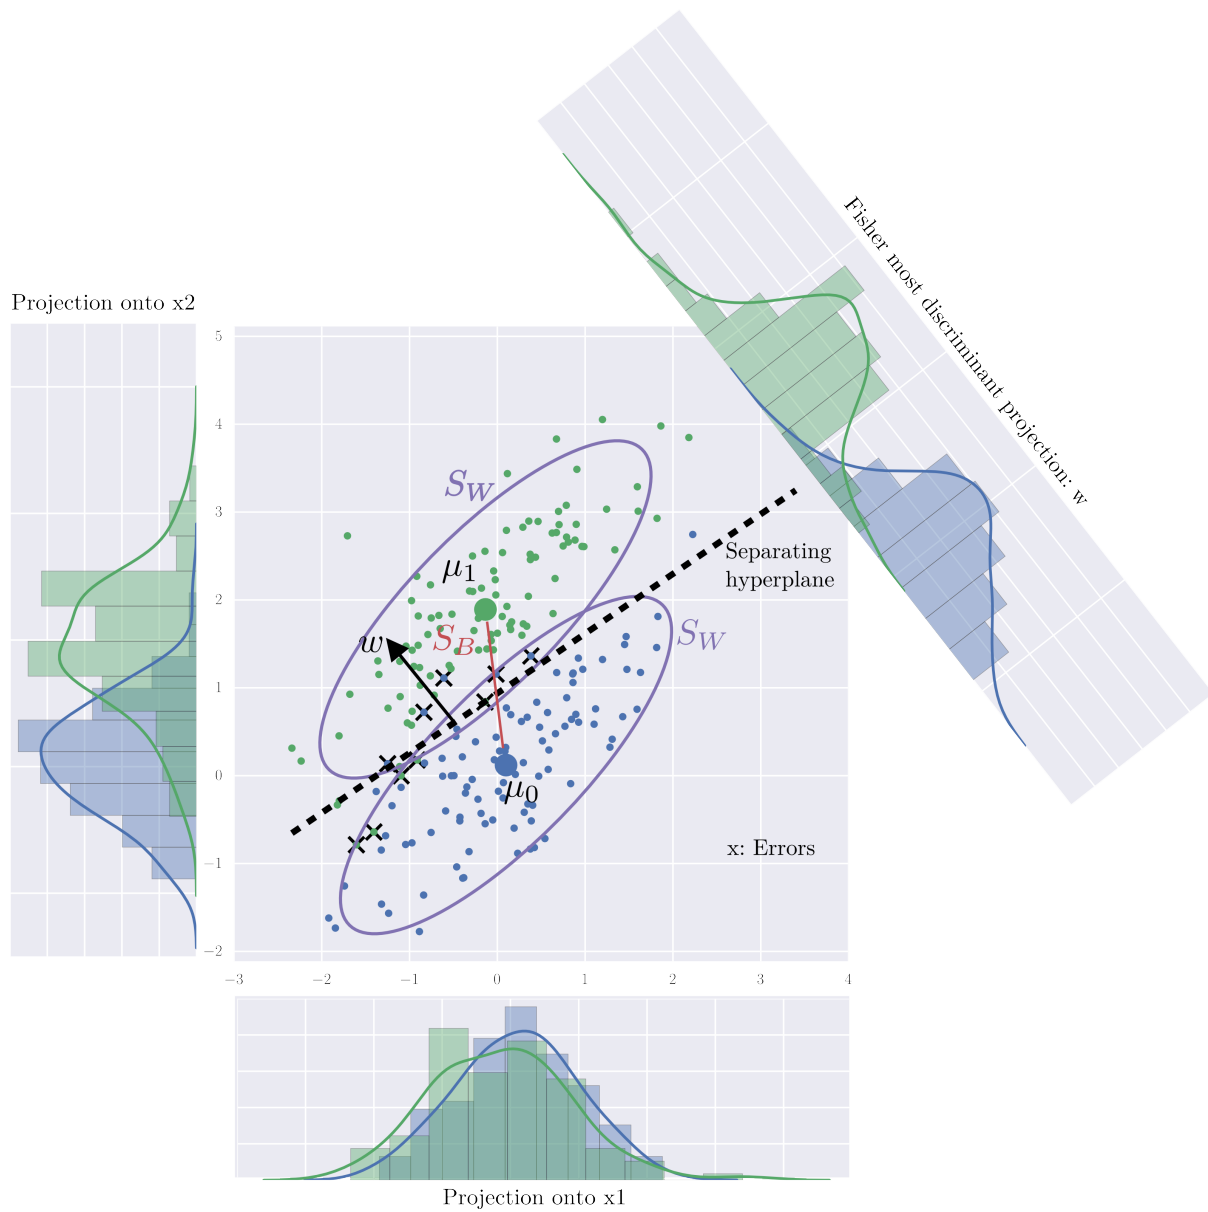 Fisher most discriminant projection: w
Projection onto x2
5
4
3
2
1
0
−1
−2
−3
−2
−1
0
1
2
3
4
S_W
μ_1
w
S_B
Separating
hyperplane
S_W
μ_0
x: Errors
Projection onto x1